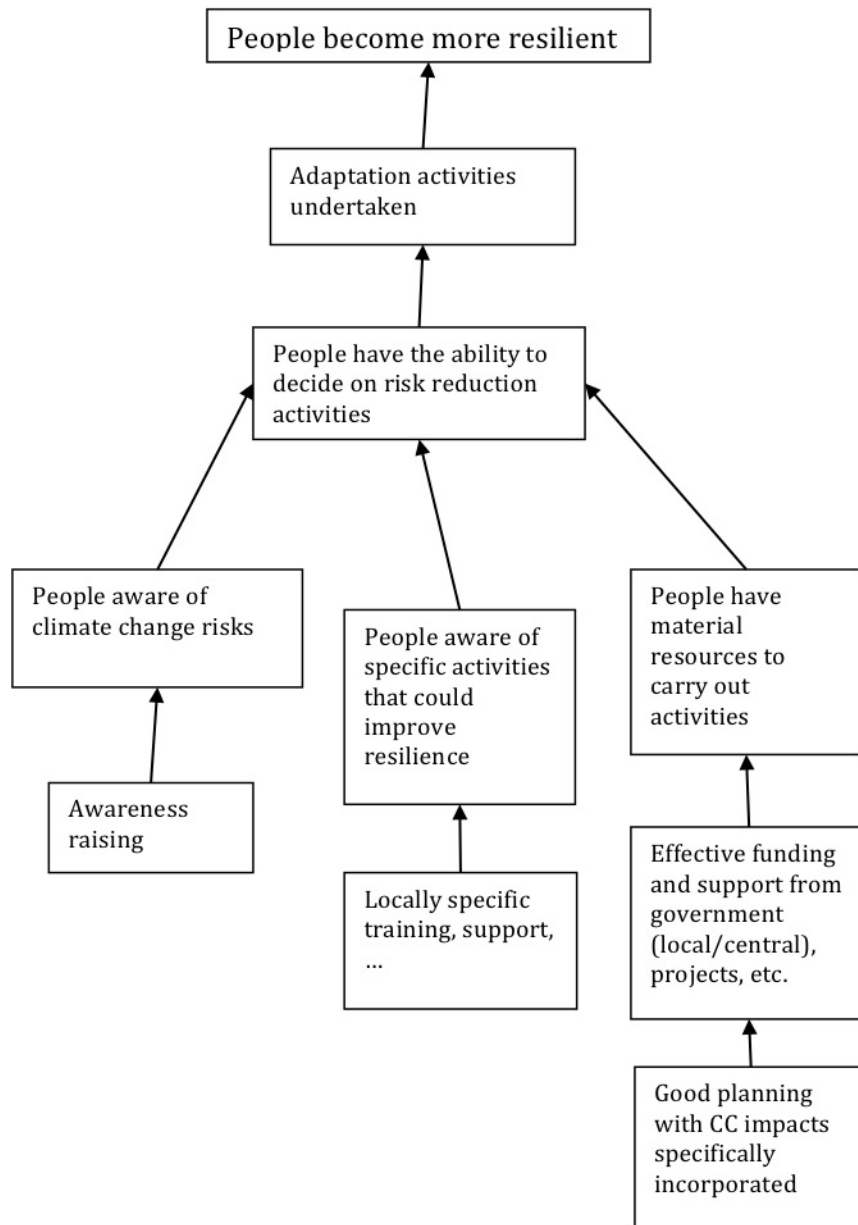 People become more resilient
Adaptation activities
undertaken
People have the ability to
decide on risk reduction
activities
People aware of
climate change risks
Awareness
raising
People aware of
specific activities
that could
improve
resilience
Locally specific
training, support,
…
People have
material
resources to
carry out
activities
Effective funding
and support from
government
(local/central),
projects, etc.
Good planning
with CC impacts
specifically
incorporated